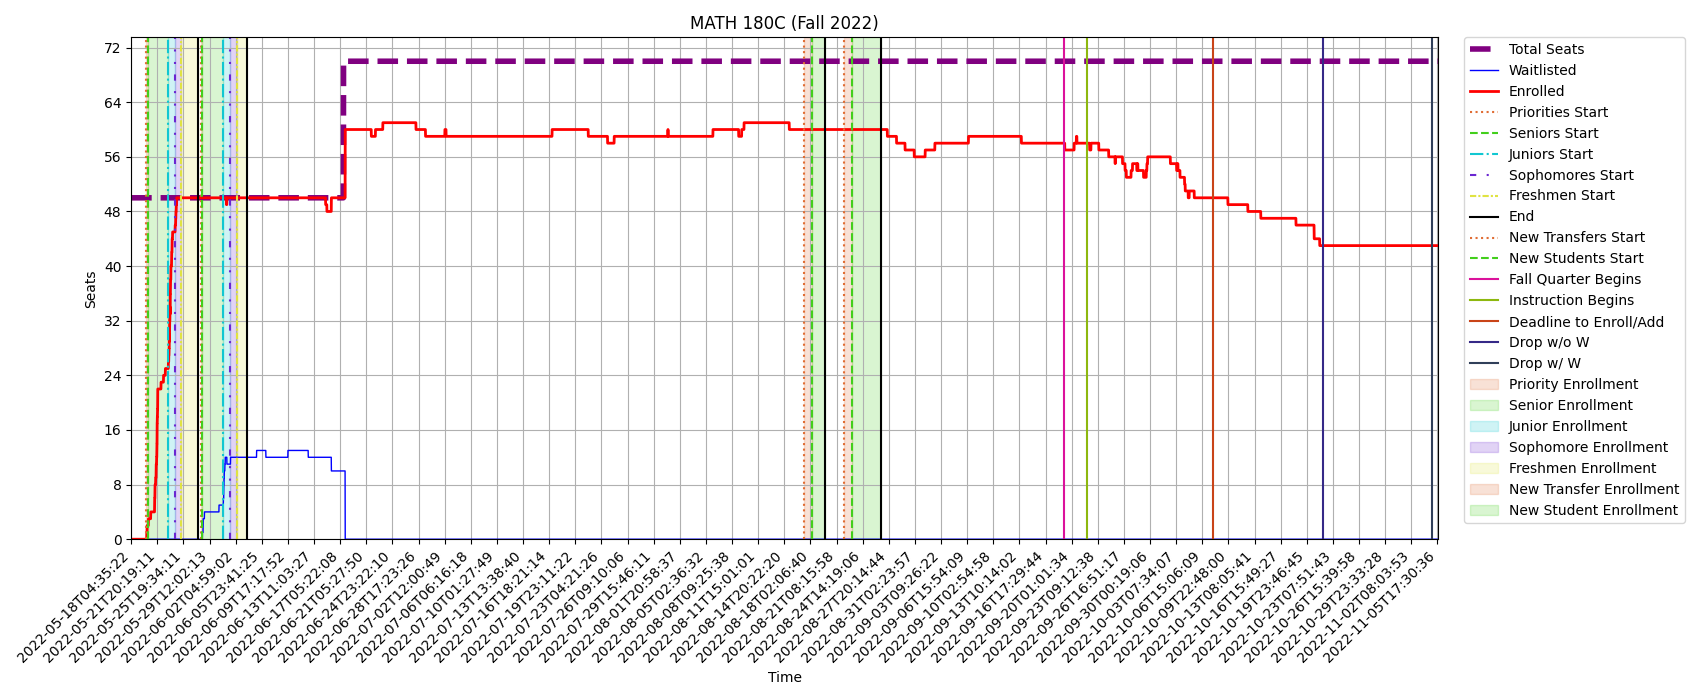 MATH 180C (Fall 2022)
Seats
72
64
56
48
40
32
24
16
8
0
2022-05-18T04:35:22
2022-05-21T20:19:11
2022-05-25T19:34:11
2022-05-29T12:02:13
2022-06-02T04:59:02
2022-06-05T23:41:25
2022-06-09T17:17:52
2022-06-13T11:03:27
2022-06-17T05:22:08
2022-06-21T05:27:50
2022-06-24T23:22:10
2022-06-28T17:23:26
2022-07-02T12:00:49
2022-07-06T06:16:18
2022-07-10T01:27:49
2022-07-13T13:38:40
2022-07-16T18:21:14
2022-07-19T23:11:22
2022-07-23T04:21:26
2022-07-26T09:10:06
2022-07-29T15:46:11
2022-08-01T20:58:37
2022-08-05T02:36:32
2022-08-08T09:25:38
2022-08-11T15:01:01
2022-08-14T20:22:20
2022-08-18T02:06:40
2022-08-21T08:15:58
2022-08-24T14:19:06
2022-08-27T20:14:44
2022-08-31T02:23:57
2022-09-03T09:26:22
2022-09-06T15:54:09
2022-09-10T02:54:58
2022-09-13T10:14:02
2022-09-16T17:29:44
2022-09-20T01:01:34
2022-09-23T09:12:38
2022-09-26T16:51:17
2022-09-30T00:19:06
2022-10-03T07:34:07
2022-10-06T15:06:09
2022-10-09T22:48:00
2022-10-13T08:05:41
2022-10-16T15:49:27
2022-10-19T23:46:45
2022-10-23T07:51:43
2022-10-26T15:39:58
2022-10-29T23:33:28
2022-11-02T08:03:53
2022-11-05T17:30:36
Time
Total Seats
Waitlisted
Enrolled
Priorities Start
Seniors Start
Juniors Start
Sophomores Start
Freshmen Start
End
New Transfers Start
New Students Start
Fall Quarter Begins
Instruction Begins
Deadline to Enroll/Add
Drop w/o W
Drop w/ W
Priority Enrollment
Senior Enrollment
Junior Enrollment
Sophomore Enrollment
Freshmen Enrollment
New Transfer Enrollment
New Student Enrollment